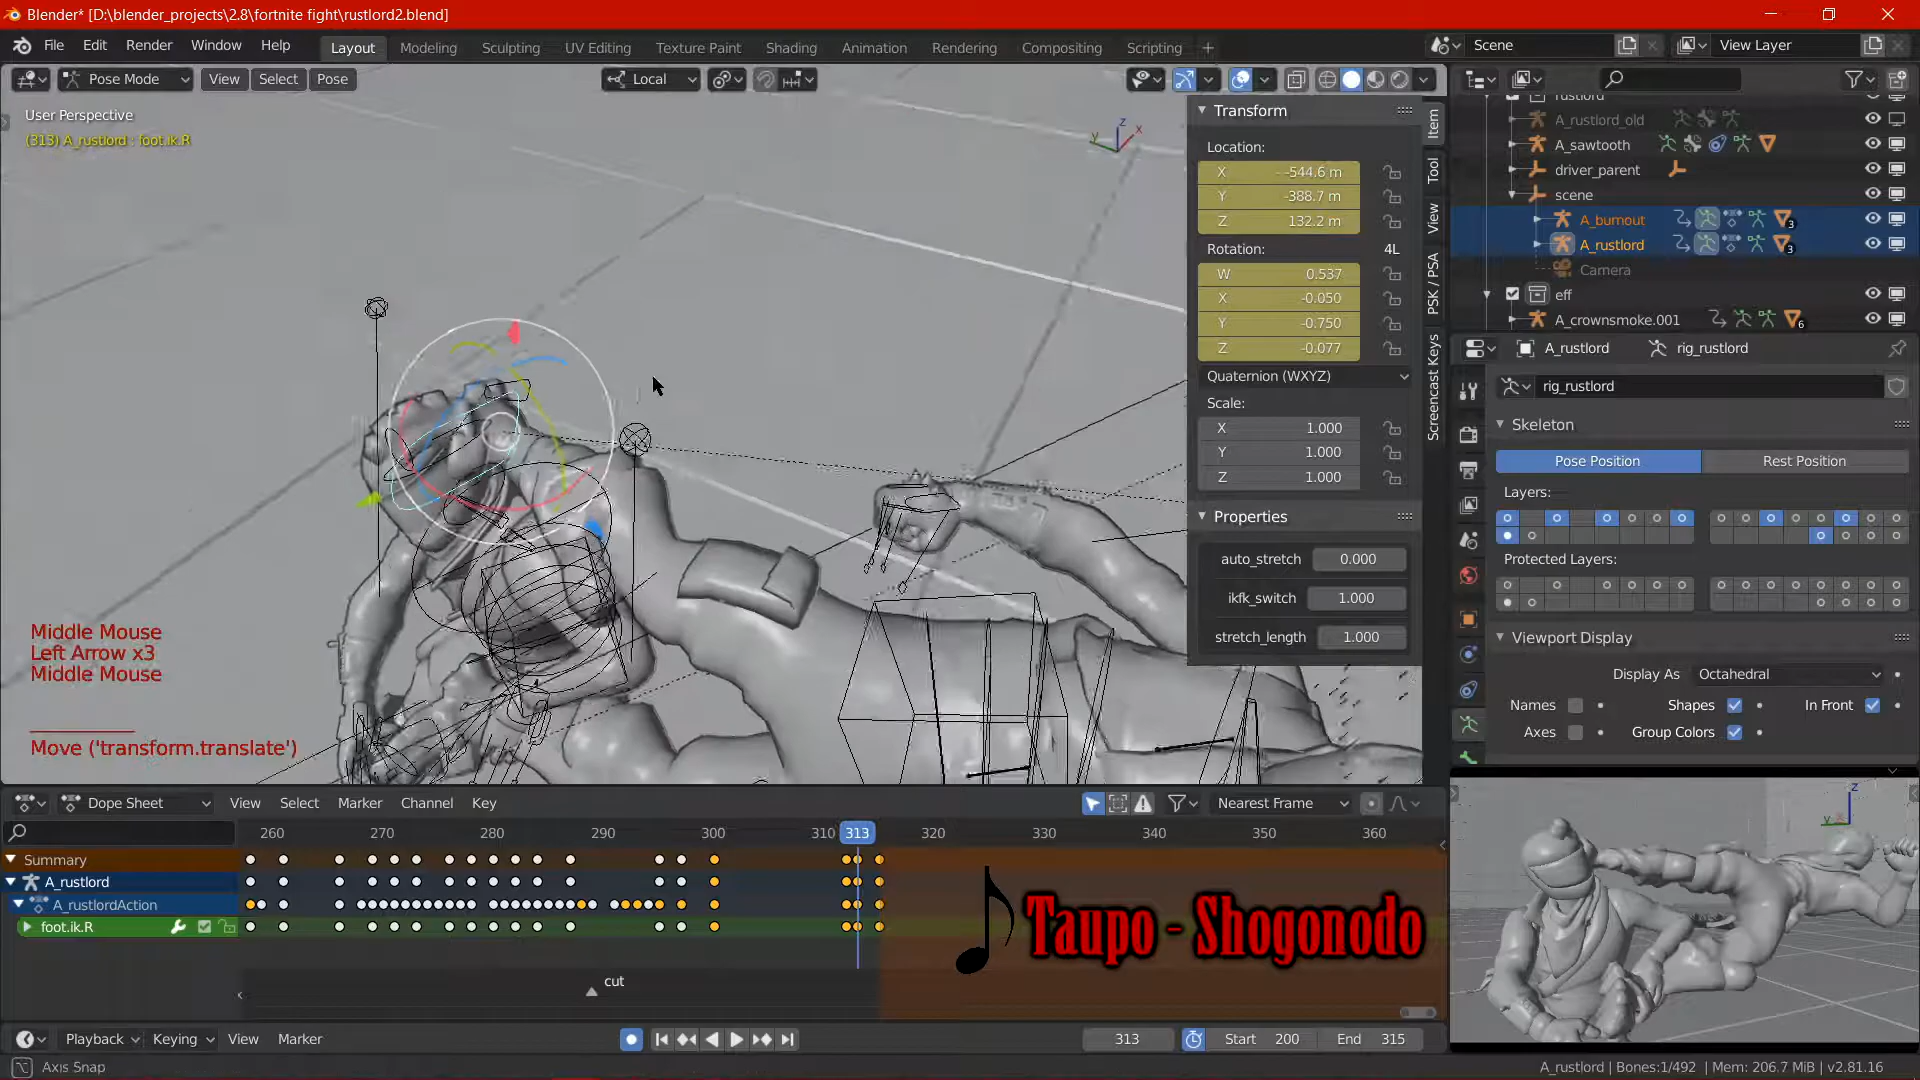 Blender* [D:\blender_projects\2.8\fortnite fight\rustlord2.blend]
File Edit Render Window Help Layout Modeling Sculpting UV Editing Texture Paint Shading Animation Rendering Compositing Scripting + Scene View Layer
Pose Mode View Select Pose Local
User Perspective
(313) A_rustlord : foot.ik.R
Transform
Location:
X -544.6 m
Y -388.7 m
Z 132.2 m
Rotation: 4L
W 0.537
X -0.050
Y -0.750
Z -0.077
Quaternion (WXYZ)
Scale:
X 1.000
Y 1.000
Z 1.000
Properties
auto_stretch 0.000
ikfk_switch 1.000
stretch_length 1.000
Item
Tool
View
PSK / PSA
Screencast Keys
rustlord
A_rustlord_old
A_sawtooth
driver_parent
scene
A_burnout 3
A_rustlord 3
Camera
eff
A_crownsmoke.001 6
A_rustlord rig_rustlord
rig_rustlord
Skeleton
Pose Position Rest Position
Layers:
Protected Layers:
Viewport Display
Display As Octahedral
Names Shapes In Front
Axes Group Colors
Middle Mouse
Left Arrow x3
Middle Mouse
Move ('transform.translate')
z
y x
Dope Sheet View Select Marker Channel Key Nearest Frame
260 270 280 290 300 310 313 320 330 340 350 360
Summary
A_rustlord
A_rustlordAction
foot.ik.R
cut
Taupo - Shogonodo
z
y
Playback Keying View Marker 313 Start 200 End 315
Axis Snap
A_rustlord | Bones:1/492 | Mem: 206.7 MiB | v2.81.16